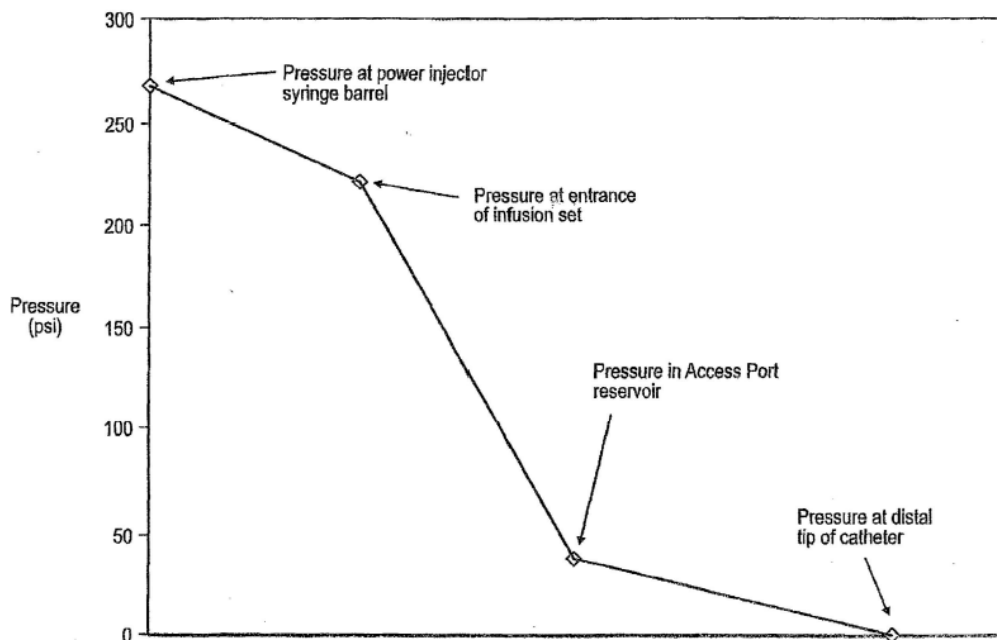 300
Pressure at power injector
syringe barrel
250
Pressure at entrance
of infusion set
200
Pressure
(psi)
150
Pressure in Access Port
reservoir
100
50
Pressure at distal
tip of catheter
0